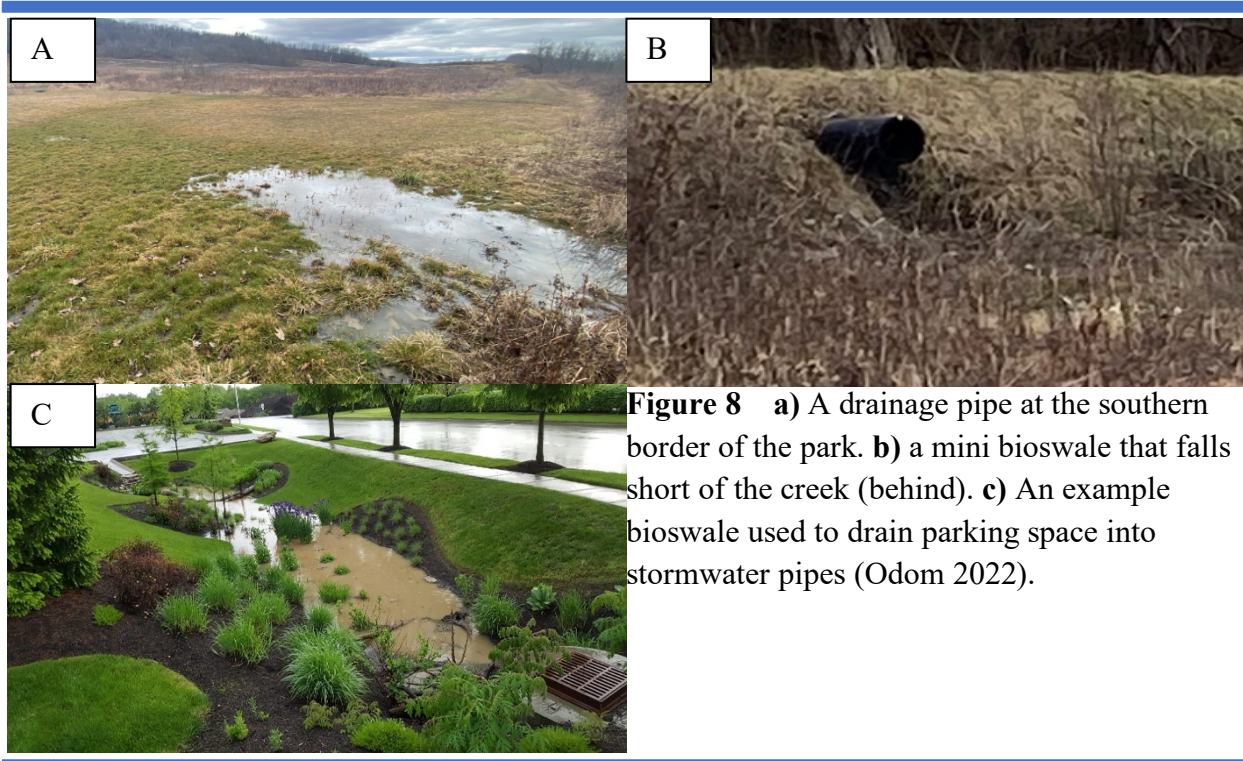 A
B
C
Figure 8 a) A drainage pipe at the southern
border of the park. b) a mini bioswale that falls
short of the creek (behind). c) An example
bioswale used to drain parking space into
stormwater pipes (Odom 2022).